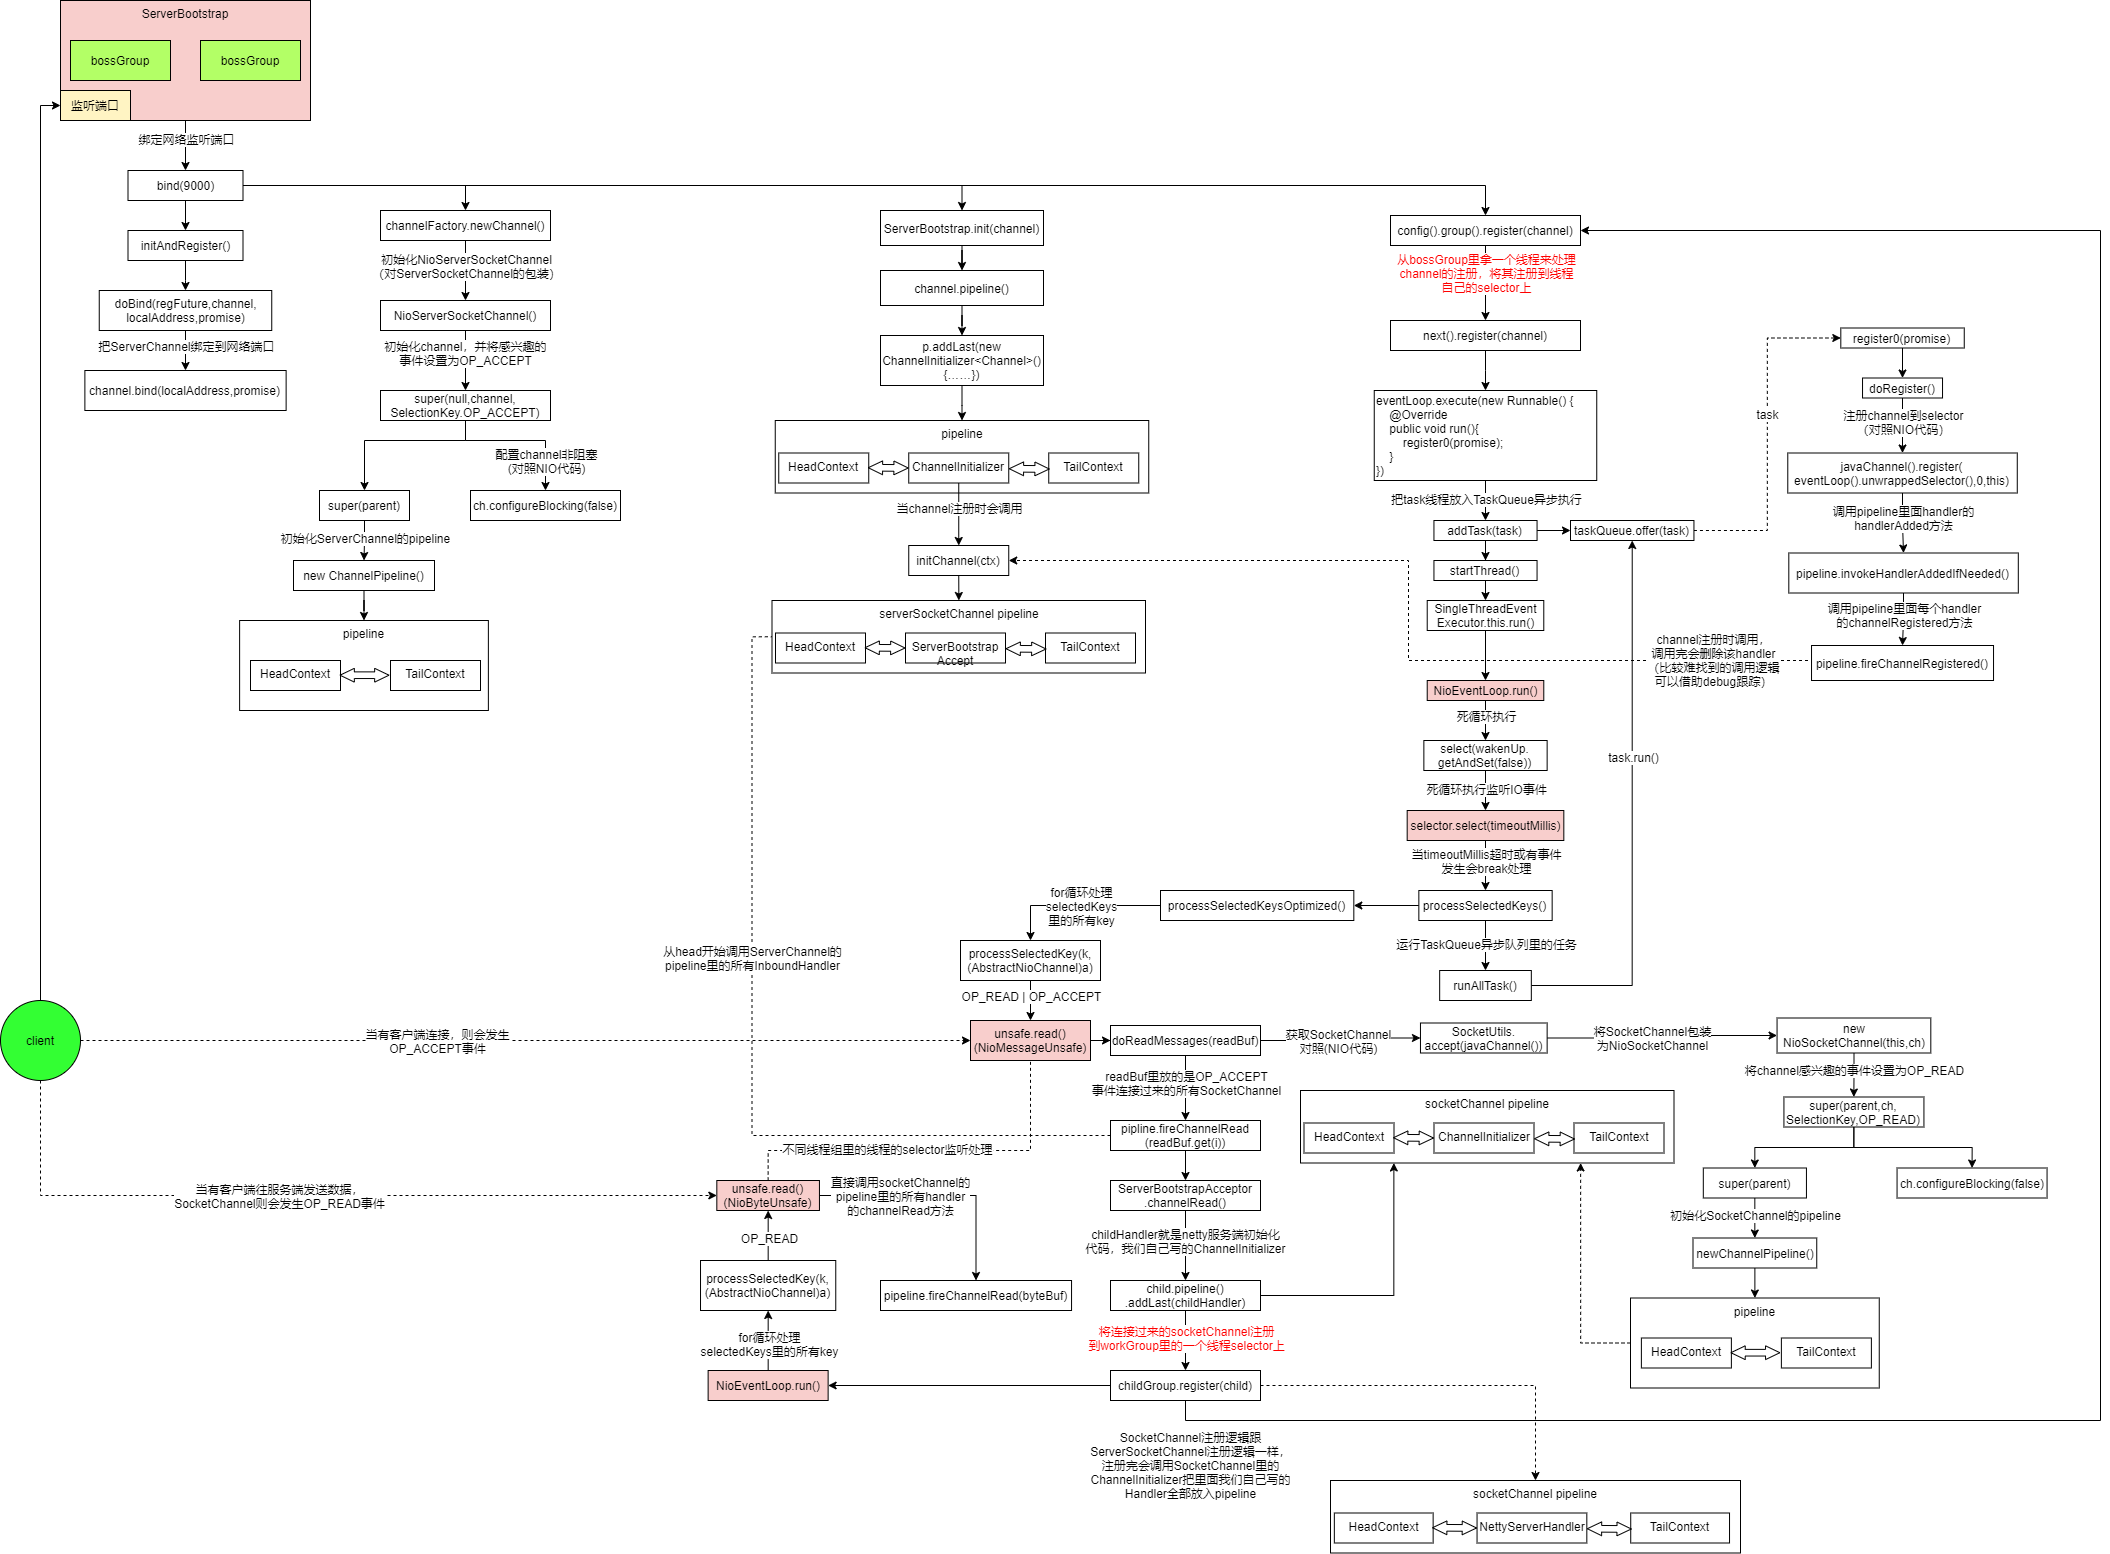 ServerBootstrap
bossGroup
bossGroup
监听端口
绑定网络监听端口
bind(9000)
initAndRegister()
doBind(regFuture,channel,
localAddress,promise)
把ServerChannel绑定到网络端口
channel.bind(localAddress,promise)
channelFactory.newChannel()
初始化NioServerSocketChannel
（对ServerSocketChannel的包装）
NioServerSocketChannel()
初始化channel，并将感兴趣的
事件设置为OP_ACCEPT
super(null,channel,
SelectionKey.OP_ACCEPT)
配置channel非阻塞
(对照NIO代码)
super(parent)
ch.configureBlocking(false)
初始化ServerChannel的pipeline
new ChannelPipeline()
pipeline
HeadContext
TailContext
ServerBootstrap.init(channel)
channel.pipeline()
p.addLast(new
ChannelInitializer<Channel>()
{……})
pipeline
HeadContext
ChannelInitializer
TailContext
当channel注册时会调用
initChannel(ctx)
serverSocketChannel pipeline
HeadContext
ServerBootstrap
Accept
TailContext
config().group().register(channel)
从bossGroup里拿一个线程来处理
channel的注册，将其注册到线程
自己的selector上
next().register(channel)
eventLoop.execute(new Runnable() {
@Override
public void run(){
register0(promise);
}
})
把task线程放入TaskQueue异步执行
addTask(task)
taskQueue.offer(task)
startThread()
SingleThreadEvent
Executor.this.run()
NioEventLoop.run()
死循环执行
select(wakenUp.
getAndSet(false))
死循环执行监听IO事件
selector.select(timeoutMillis)
当timeoutMillis超时或有事件
发生会break处理
processSelectedKeys()
processSelectedKeysOptimized()
运行TaskQueue异步队列里的任务
runAllTask()
task.run()
task
register0(promise)
doRegister()
注册channel到selector
（对照NIO代码）
javaChannel().register(
eventLoop().unwrappedSelector(),0,this)
调用pipeline里面handler的
handlerAdded方法
pipeline.invokeHandlerAddedIfNeeded()
调用pipeline里面每个handler
的channelRegistered方法
pipeline.fireChannelRegistered()
channel注册时调用，
调用完会删除该handler
（比较难找到的调用逻辑
可以借助debug跟踪）
for循环处理
selectedKeys
里的所有key
processSelectedKey(k,
(AbstractNioChannel)a)
OP_READ | OP_ACCEPT
从head开始调用ServerChannel的
pipeline里的所有InboundHandler
client
当有客户端连接，则会发生
OP_ACCEPT事件
unsafe.read()
(NioMessageUnsafe)
doReadMessages(readBuf)
获取SocketChannel
对照(NIO代码)
SocketUtils.
accept(javaChannel())
将SocketChannel包装
为NioSocketChannel
new
NioSocketChannel(this,ch)
将channel感兴趣的事件设置为OP_READ
super(parent,ch,
SelectionKey,OP_READ)
super(parent)
ch.configureBlocking(false)
初始化SocketChannel的pipeline
newChannelPipeline()
pipeline
HeadContext
TailContext
readBuf里放的是OP_ACCEPT
事件连接过来的所有SocketChannel
pipline.fireChannelRead
(readBuf.get(i))
socketChannel pipeline
HeadContext
ChannelInitializer
TailContext
不同线程组里的线程的selector监听处理
ServerBootstrapAcceptor
.channelRead()
childHandler就是netty服务端初始化
代码，我们自己写的ChannelInitializer
child.pipeline()
.addLast(childHandler)
将连接过来的socketChannel注册
到workGroup里的一个线程selector上
childGroup.register(child)
当有客户端往服务端发送数据，
SocketChannel则会发生OP_READ事件
unsafe.read()
(NioByteUnsafe)
直接调用socketChannel的
pipeline里的所有handler
的channelRead方法
pipeline.fireChannelRead(byteBuf)
OP_READ
processSelectedKey(k,
(AbstractNioChannel)a)
for循环处理
selectedKeys里的所有key
NioEventLoop.run()
SocketChannel注册逻辑跟
ServerSocketChannel注册逻辑一样，
注册完会调用SocketChannel里的
ChannelInitializer把里面我们自己写的
Handler全部放入pipeline
socketChannel pipeline
HeadContext
NettyServerHandler
TailContext